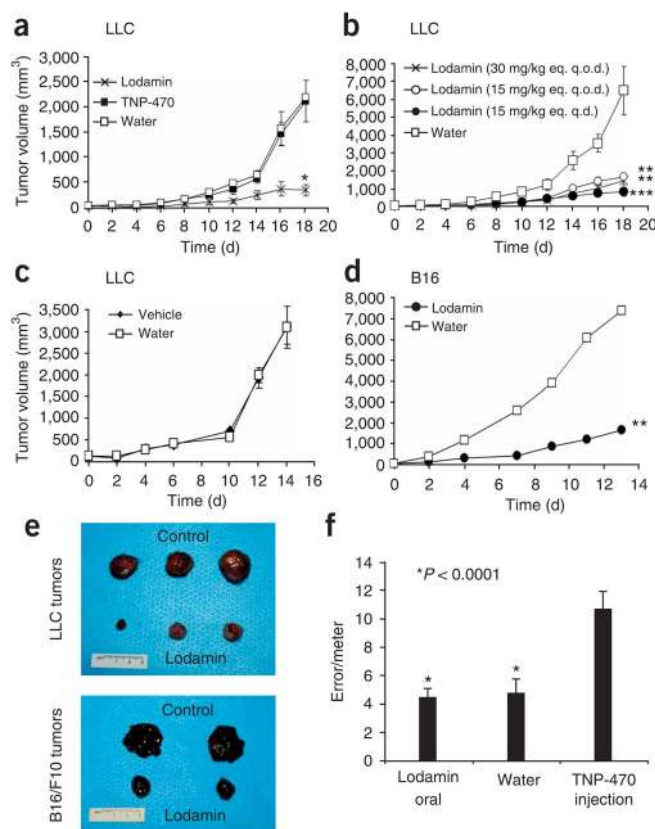 a LLC
Tumor volume (mm³)
3,000
2,500
2,000
1,500
1,000
500
0
Lodamin
TNP-470
Water
*
0 2 4 6 8 10 12 14 16 18 20
Time (d)
b LLC
8,000
7,000
6,000
5,000
4,000
3,000
2,000
1,000
0
Lodamin (30 mg/kg eq. q.o.d.)
Lodamin (15 mg/kg eq. q.o.d.)
Lodamin (15 mg/kg eq. q.d.)
Water
**
**
***
0 2 4 6 8 10 12 14 16 18 20
Time (d)
c LLC
Tumor volume (mm³)
3,500
3,000
2,500
2,000
1,500
1,000
500
0
Vehicle
Water
0 2 4 6 8 10 12 14 16
Time (d)
d B16
8,000
7,000
6,000
5,000
4,000
3,000
2,000
1,000
0
Lodamin
Water
**
0 2 4 6 8 10 12 14
Time (d)
e
LLC tumors
Control
Lodamin
B16/F10 tumors
Control
Lodamin
f
Error/meter
14
12
10
8
6
4
2
0
*P < 0.0001
*
*
Lodamin
oral
Water
TNP-470
injection